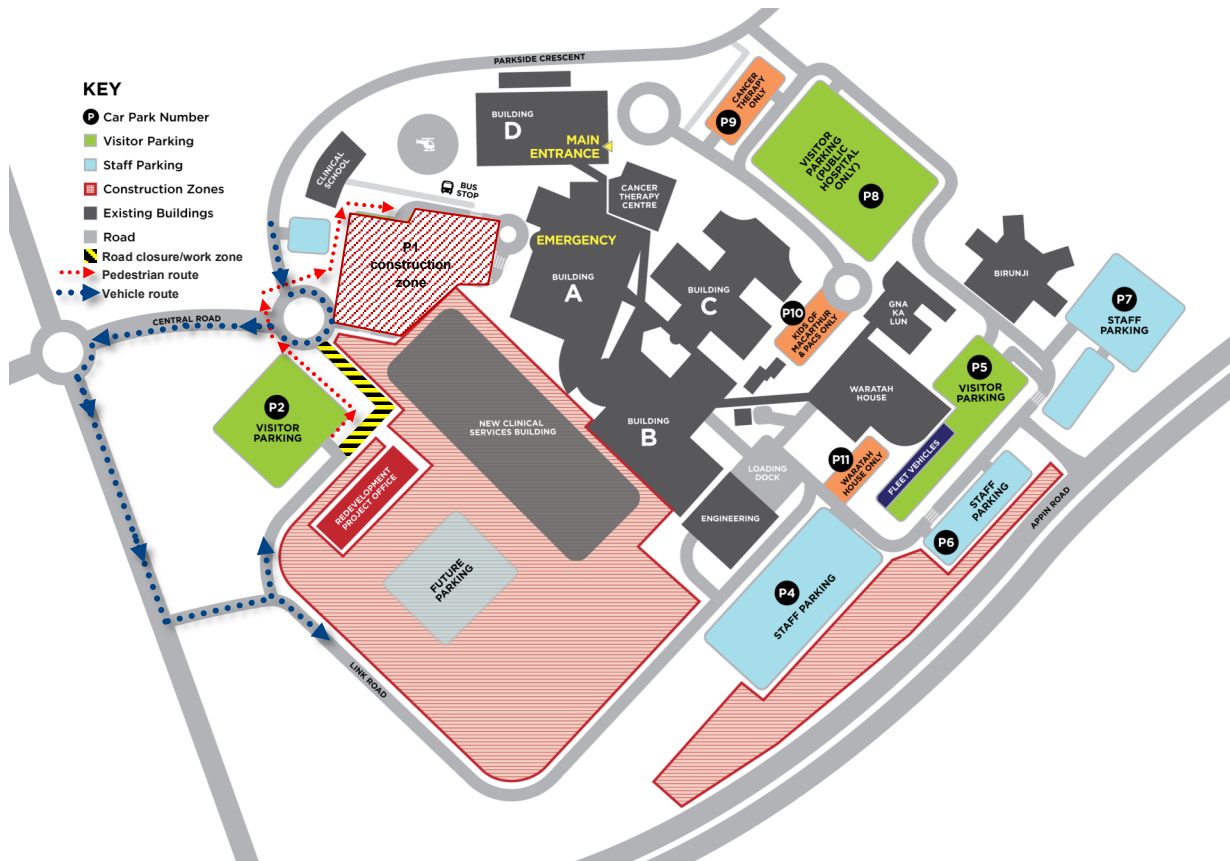 KEY
P Car Park Number
Visitor Parking
Staff Parking
Construction Zones
Existing Buildings
Road
Road closure/work zone
Pedestrian route
Vehicle route
PARKSIDE CRESCENT
BUILDING
D
MAIN
ENTRANCE
CLINICAL
SCHOOL
BUS
STOP
CANCER
THERAPY
CENTRE
P9
CANCER
THERAPY
ONLY
VISITOR
PARKING
(PUBLIC
HOSPITAL
ONLY)
P8
P1
construction
zone
EMERGENCY
BUILDING
A
BUILDING
C
P10
KIDS OF
MACARTHUR
& PACS ONLY
GNA
KA
LUN
BIRUNJI
P7
STAFF
PARKING
CENTRAL ROAD
P2
VISITOR
PARKING
NEW CLINICAL
SERVICES BUILDING
BUILDING
B
WARATAH
HOUSE
P5
VISITOR
PARKING
P11
WARATAH
HOUSE ONLY
FLEET VEHICLES
LOADING
DOCK
ENGINEERING
STAFF
PARKING
P6
APPIN ROAD
REDEVELOPMENT
PROJECT OFFICE
FUTURE
PARKING
P4
STAFF PARKING
LINK ROAD